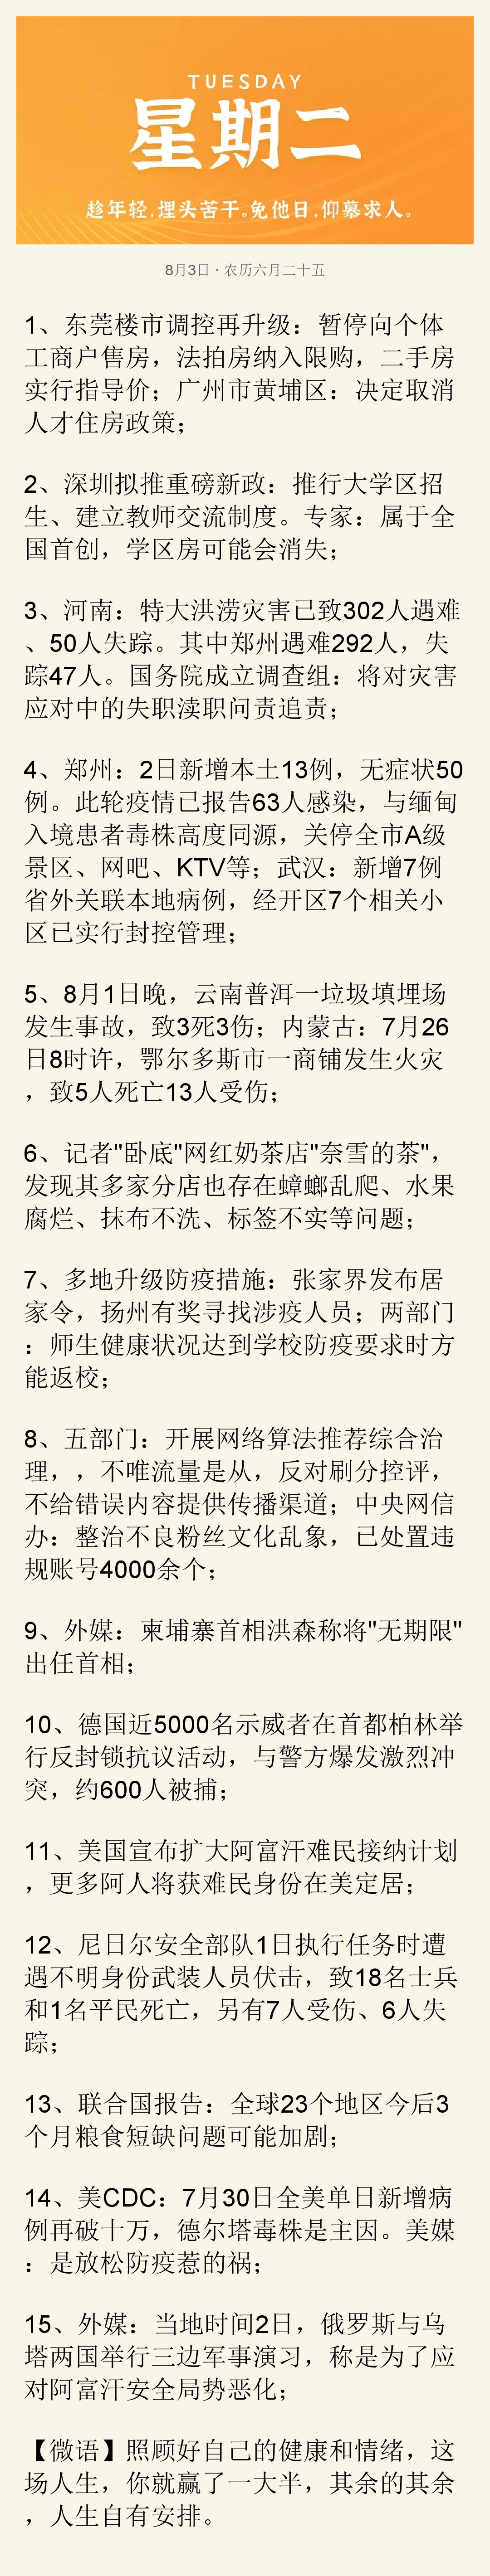 TUESDAY
星期二
趁年轻,埋头苦干。免他日,仰慕求人。
8月3日 · 农历六月二十五
1、东莞楼市调控再升级：暂停向个体
工商户售房，法拍房纳入限购，二手房
实行指导价；广州市黄埔区：决定取消
人才住房政策；
2、深圳拟推重磅新政：推行大学区招
生、建立教师交流制度。专家：属于全
国首创，学区房可能会消失；
3、河南：特大洪涝灾害已致302人遇难
、50人失踪。其中郑州遇难292人，失
踪47人。国务院成立调查组：将对灾害
应对中的失职渎职问责追责；
4、郑州：2日新增本土13例，无症状50
例。此轮疫情已报告63人感染，与缅甸
入境患者毒株高度同源，关停全市A级
景区、网吧、KTV等；武汉：新增7例
省外关联本地病例，经开区7个相关小
区已实行封控管理；
5、8月1日晚，云南普洱一垃圾填埋场
发生事故，致3死3伤；内蒙古：7月26
日8时许，鄂尔多斯市一商铺发生火灾
，致5人死亡13人受伤；
6、记者"卧底"网红奶茶店"奈雪的茶"，
发现其多家分店也存在蟑螂乱爬、水果
腐烂、抹布不洗、标签不实等问题；
7、多地升级防疫措施：张家界发布居
家令，扬州有奖寻找涉疫人员；两部门
：师生健康状况达到学校防疫要求时方
能返校；
8、五部门：开展网络算法推荐综合治
理，，不唯流量是从，反对刷分控评，
不给错误内容提供传播渠道；中央网信
办：整治不良粉丝文化乱象，已处置违
规账号4000余个；
9、外媒：柬埔寨首相洪森称将"无期限"
出任首相；
10、德国近5000名示威者在首都柏林举
行反封锁抗议活动，与警方爆发激烈冲
突，约600人被捕；
11、美国宣布扩大阿富汗难民接纳计划
，更多阿人将获难民身份在美定居；
12、尼日尔安全部队1日执行任务时遭
遇不明身份武装人员伏击，致18名士兵
和1名平民死亡，另有7人受伤、6人失
踪；
13、联合国报告：全球23个地区今后3
个月粮食短缺问题可能加剧；
14、美CDC：7月30日全美单日新增病
例再破十万，德尔塔毒株是主因。美媒
：是放松防疫惹的祸；
15、外媒：当地时间2日，俄罗斯与乌
塔两国举行三边军事演习，称是为了应
对阿富汗安全局势恶化；
【微语】照顾好自己的健康和情绪，这
场人生，你就赢了一大半，其余的其余
，人生自有安排。